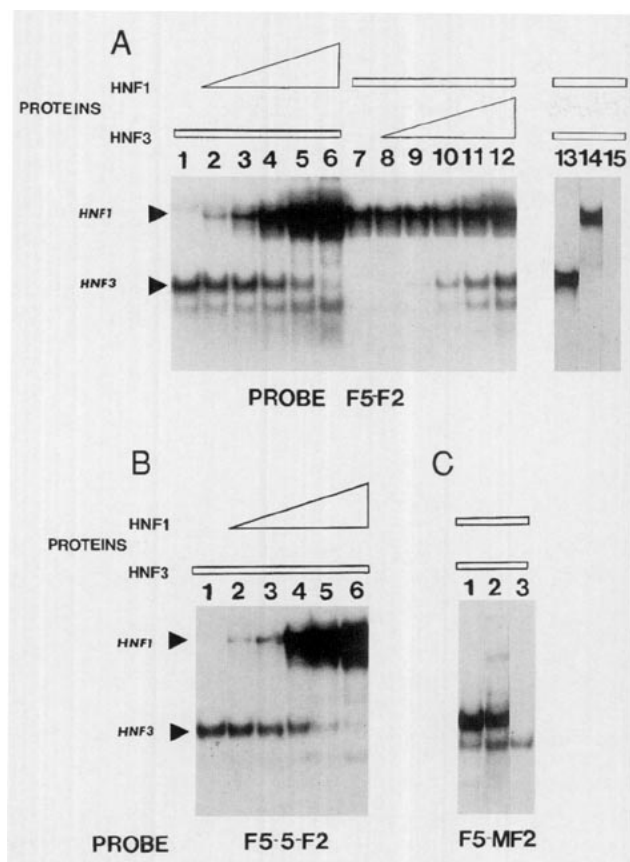 A
HNF1
PROTEINS
HNF3
1 2 3 4 5 6 7 8 9 10 11 12 13 14 15
HNF1
HNF3
PROBE F5-F2
B
C
HNF1
PROTEINS
HNF3
1 2 3 4 5 6 1 2 3
HNF1
HNF3
PROBE F5-5-F2 F5-MF2